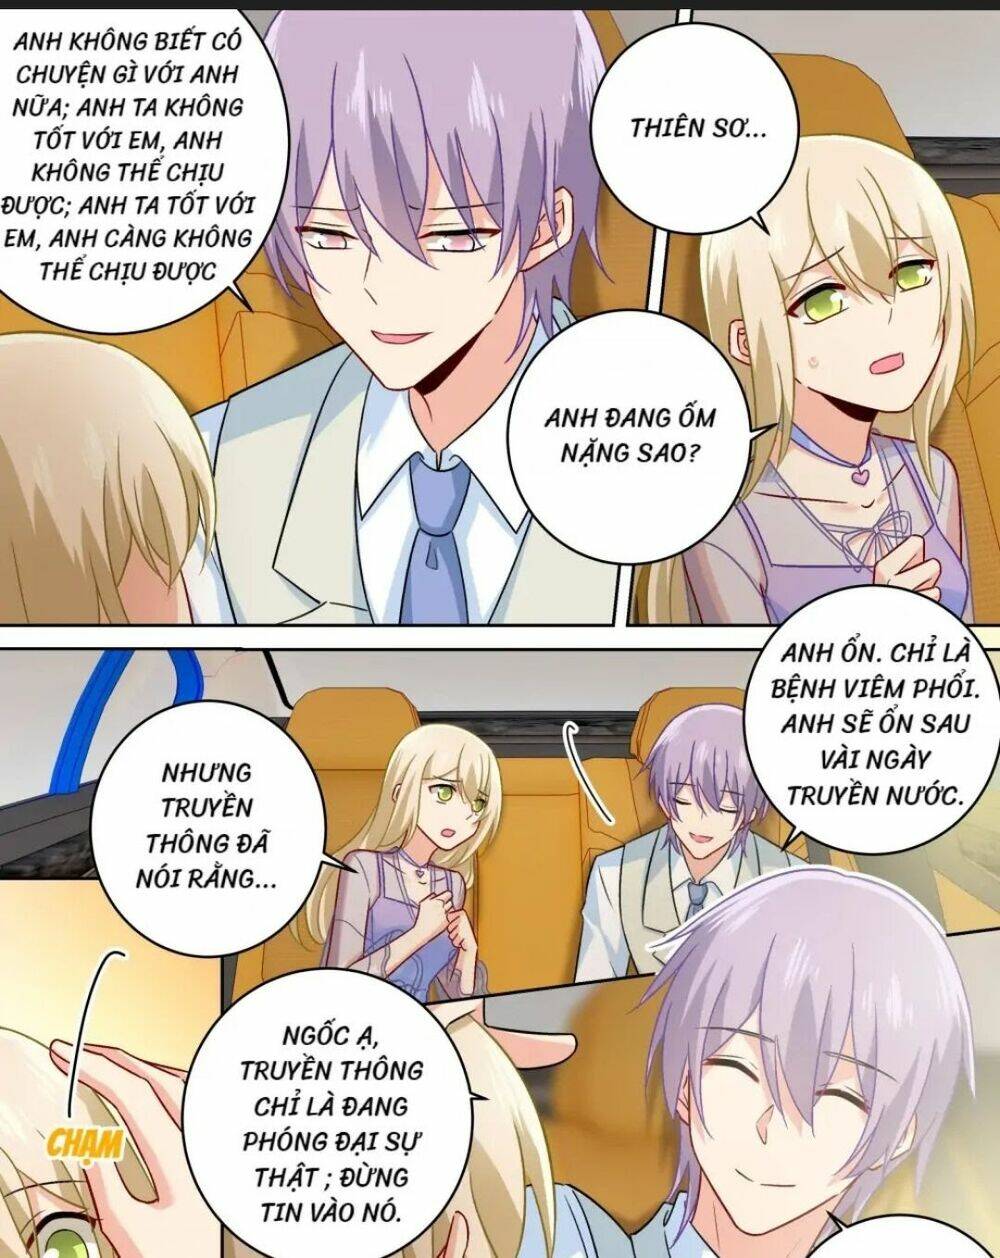 ANH KHÔNG BIẾT CÓ
CHUYỆN GÌ VỚI ANH
NỮA; ANH TA KHÔNG
TỐT VỚI EM, ANH
KHÔNG THỂ CHỊU
ĐƯỢC; ANH TA TỐT VỚI
EM, ANH CÀNG KHÔNG
THỂ CHỊU ĐƯỢC
THIÊN SƠ...
ANH ĐANG ỐM
NẶNG SAO?
ANH ỔN. CHỈ LÀ
BỆNH VIÊM PHỔI.
ANH SẼ ỔN SAU
VÀI NGÀY
TRUYỀN NƯỚC.
NHƯNG
TRUYỀN
THÔNG ĐÃ
NÓI RẰNG...
NGỐC Ạ,
TRUYỀN THÔNG
CHỈ LÀ ĐANG
PHÓNG ĐẠI SỰ
THẬT ; ĐỪNG
TIN VÀO NÓ.
CHẠM